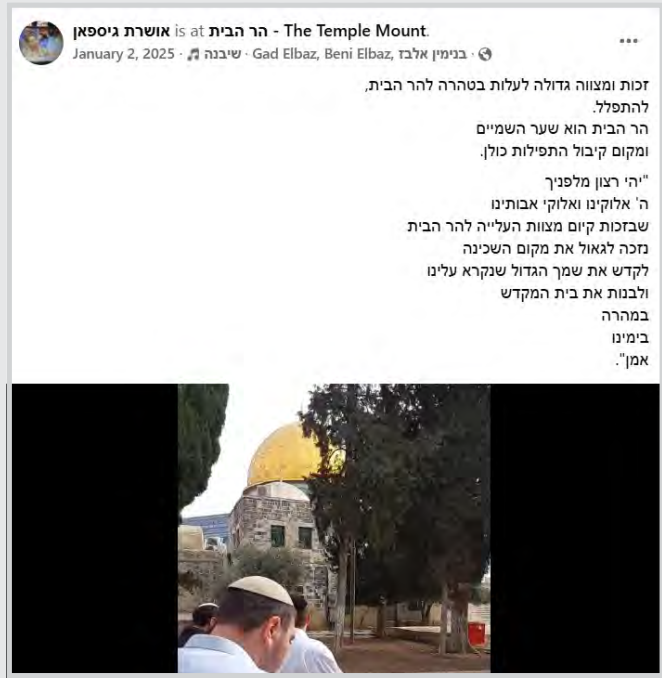 אושרת גיספאן is at הר הבית - The Temple Mount.
January 2, 2025 · שיבנה · Gad Elbaz, Beni Elbaz, בנימין אלבז ·
זכות ומצווה גדולה לעלות בטהרה להר הבית,
להתפלל.
הר הבית הוא שער השמיים
ומקום קיבול התפילות כולן.
"יהי רצון מלפניך
ה' אלוקינו ואלוקי אבותינו
שבזכות קיום מצוות העלייה להר הבית
נזכה לגאול את מקום השכינה
לקדש את שמך הגדול שנקרא עלינו
ולבנות את בית המקדש
במהרה
בימינו
אמן".